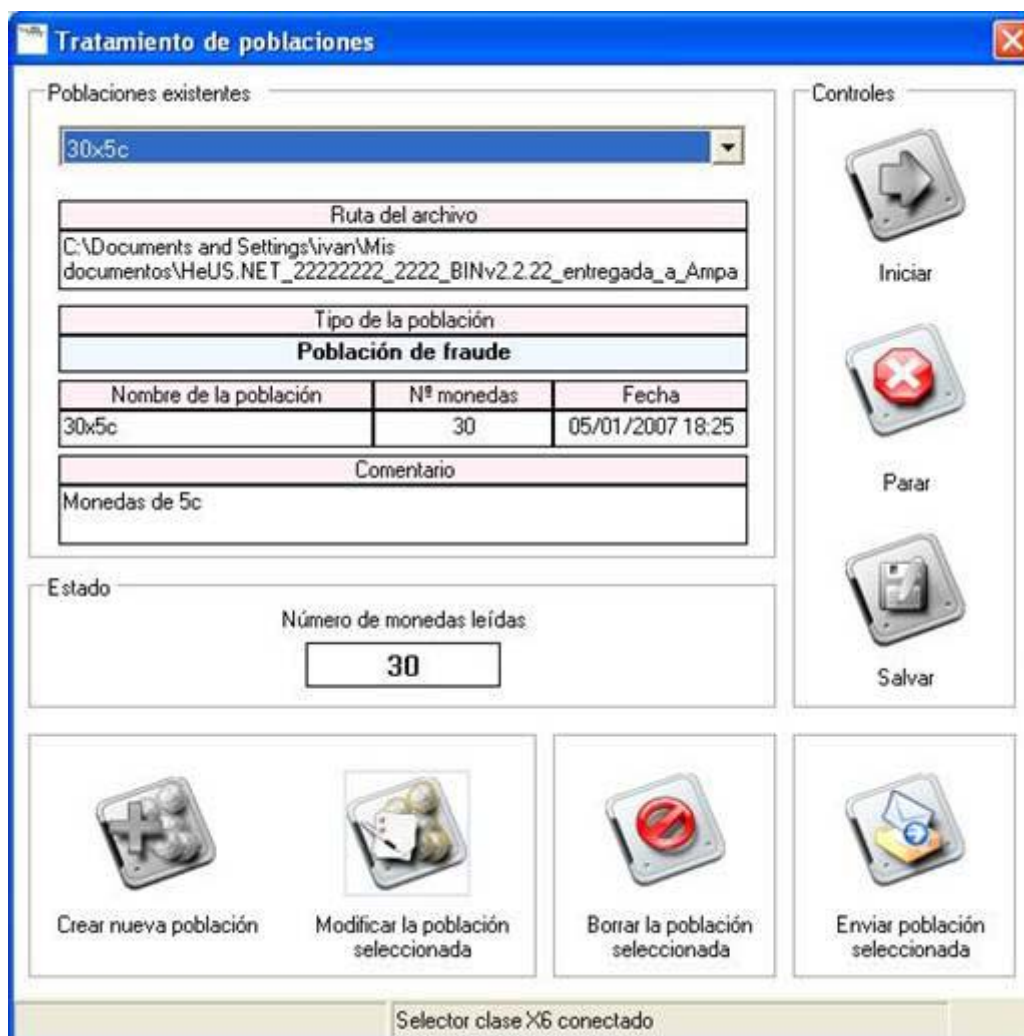 Tratamiento de poblaciones
Poblaciones existentes
30x5c
Ruta del archivo
C:\Documents and Settings\ivan\Mis
documentos\HeUS.NET_22222222_2222_BINv2.2.22_entregada_a_Ampa
Tipo de la población
Población de fraude
Nombre de la población Nº monedas Fecha
30x5c 30 05/01/2007 18:25
Comentario
Monedas de 5c
Estado
Número de monedas leídas
30
Controles
Iniciar
Parar
Salvar
Crear nueva población
Modificar la población
seleccionada
Borrar la población
seleccionada
Enviar población
seleccionada
Selector clase X6 conectado